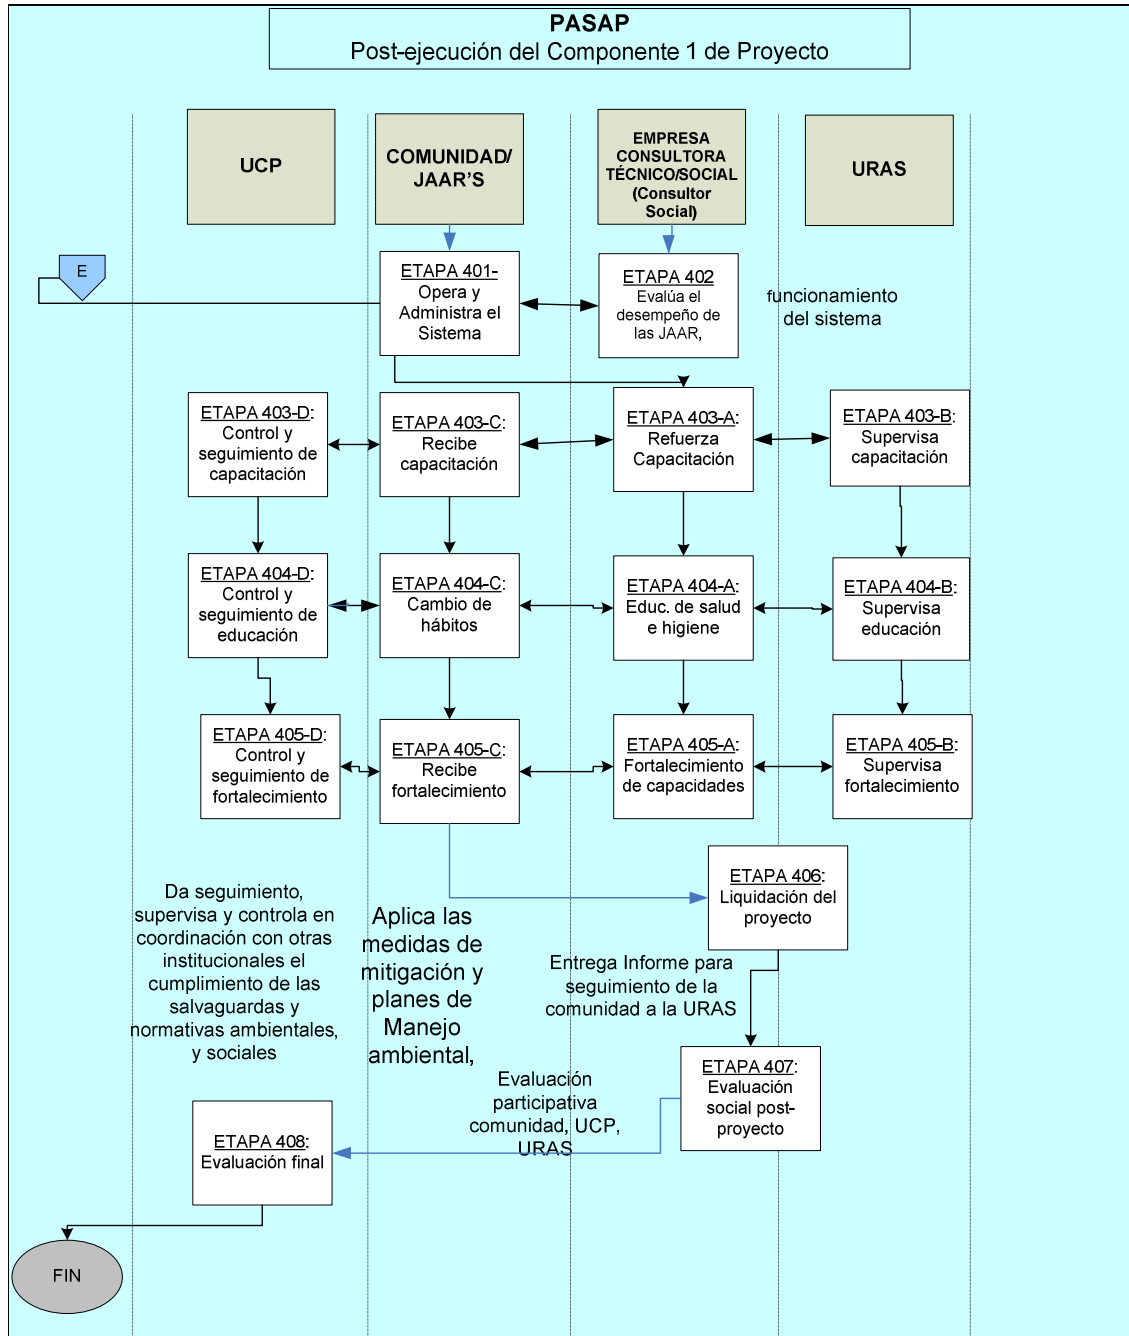 PASAP
Post-ejecución del Componente 1 de Proyecto
UCP
COMUNIDAD/
JAAR'S
EMPRESA
CONSULTORA
TÉCNICO/SOCIAL
(Consultor
Social)
URAS
E
ETAPA 401-
Opera y
Administra el
Sistema
ETAPA 402
Evalúa el
desempeño de
las JAAR,
funcionamiento
del sistema
ETAPA 403-D:
Control y
seguimiento de
capacitación
ETAPA 403-C:
Recibe
capacitación
ETAPA 403-A:
Refuerza
Capacitación
ETAPA 403-B:
Supervisa
capacitación
ETAPA 404-D:
Control y
seguimiento de
educación
ETAPA 404-C:
Cambio de
hábitos
ETAPA 404-A:
Educ. de salud
e higiene
ETAPA 404-B:
Supervisa
educación
ETAPA 405-D:
Control y
seguimiento de
fortalecimiento
ETAPA 405-C:
Recibe
fortalecimiento
ETAPA 405-A:
Fortalecimiento
de capacidades
ETAPA 405-B:
Supervisa
fortalecimiento
ETAPA 406:
Liquidación del
proyecto
Da seguimiento,
supervisa y controla en
coordinación con otras
institucionales el
cumplimiento de las
salvaguardas y
normativas ambientales,
y sociales
Aplica las
medidas de
mitigación y
planes de
Manejo
ambiental,
Entrega Informe para
seguimiento de la
comunidad a la URAS
ETAPA 407:
Evaluación
social post-
proyecto
Evaluación
participativa
comunidad, UCP,
URAS
ETAPA 408:
Evaluación final
FIN